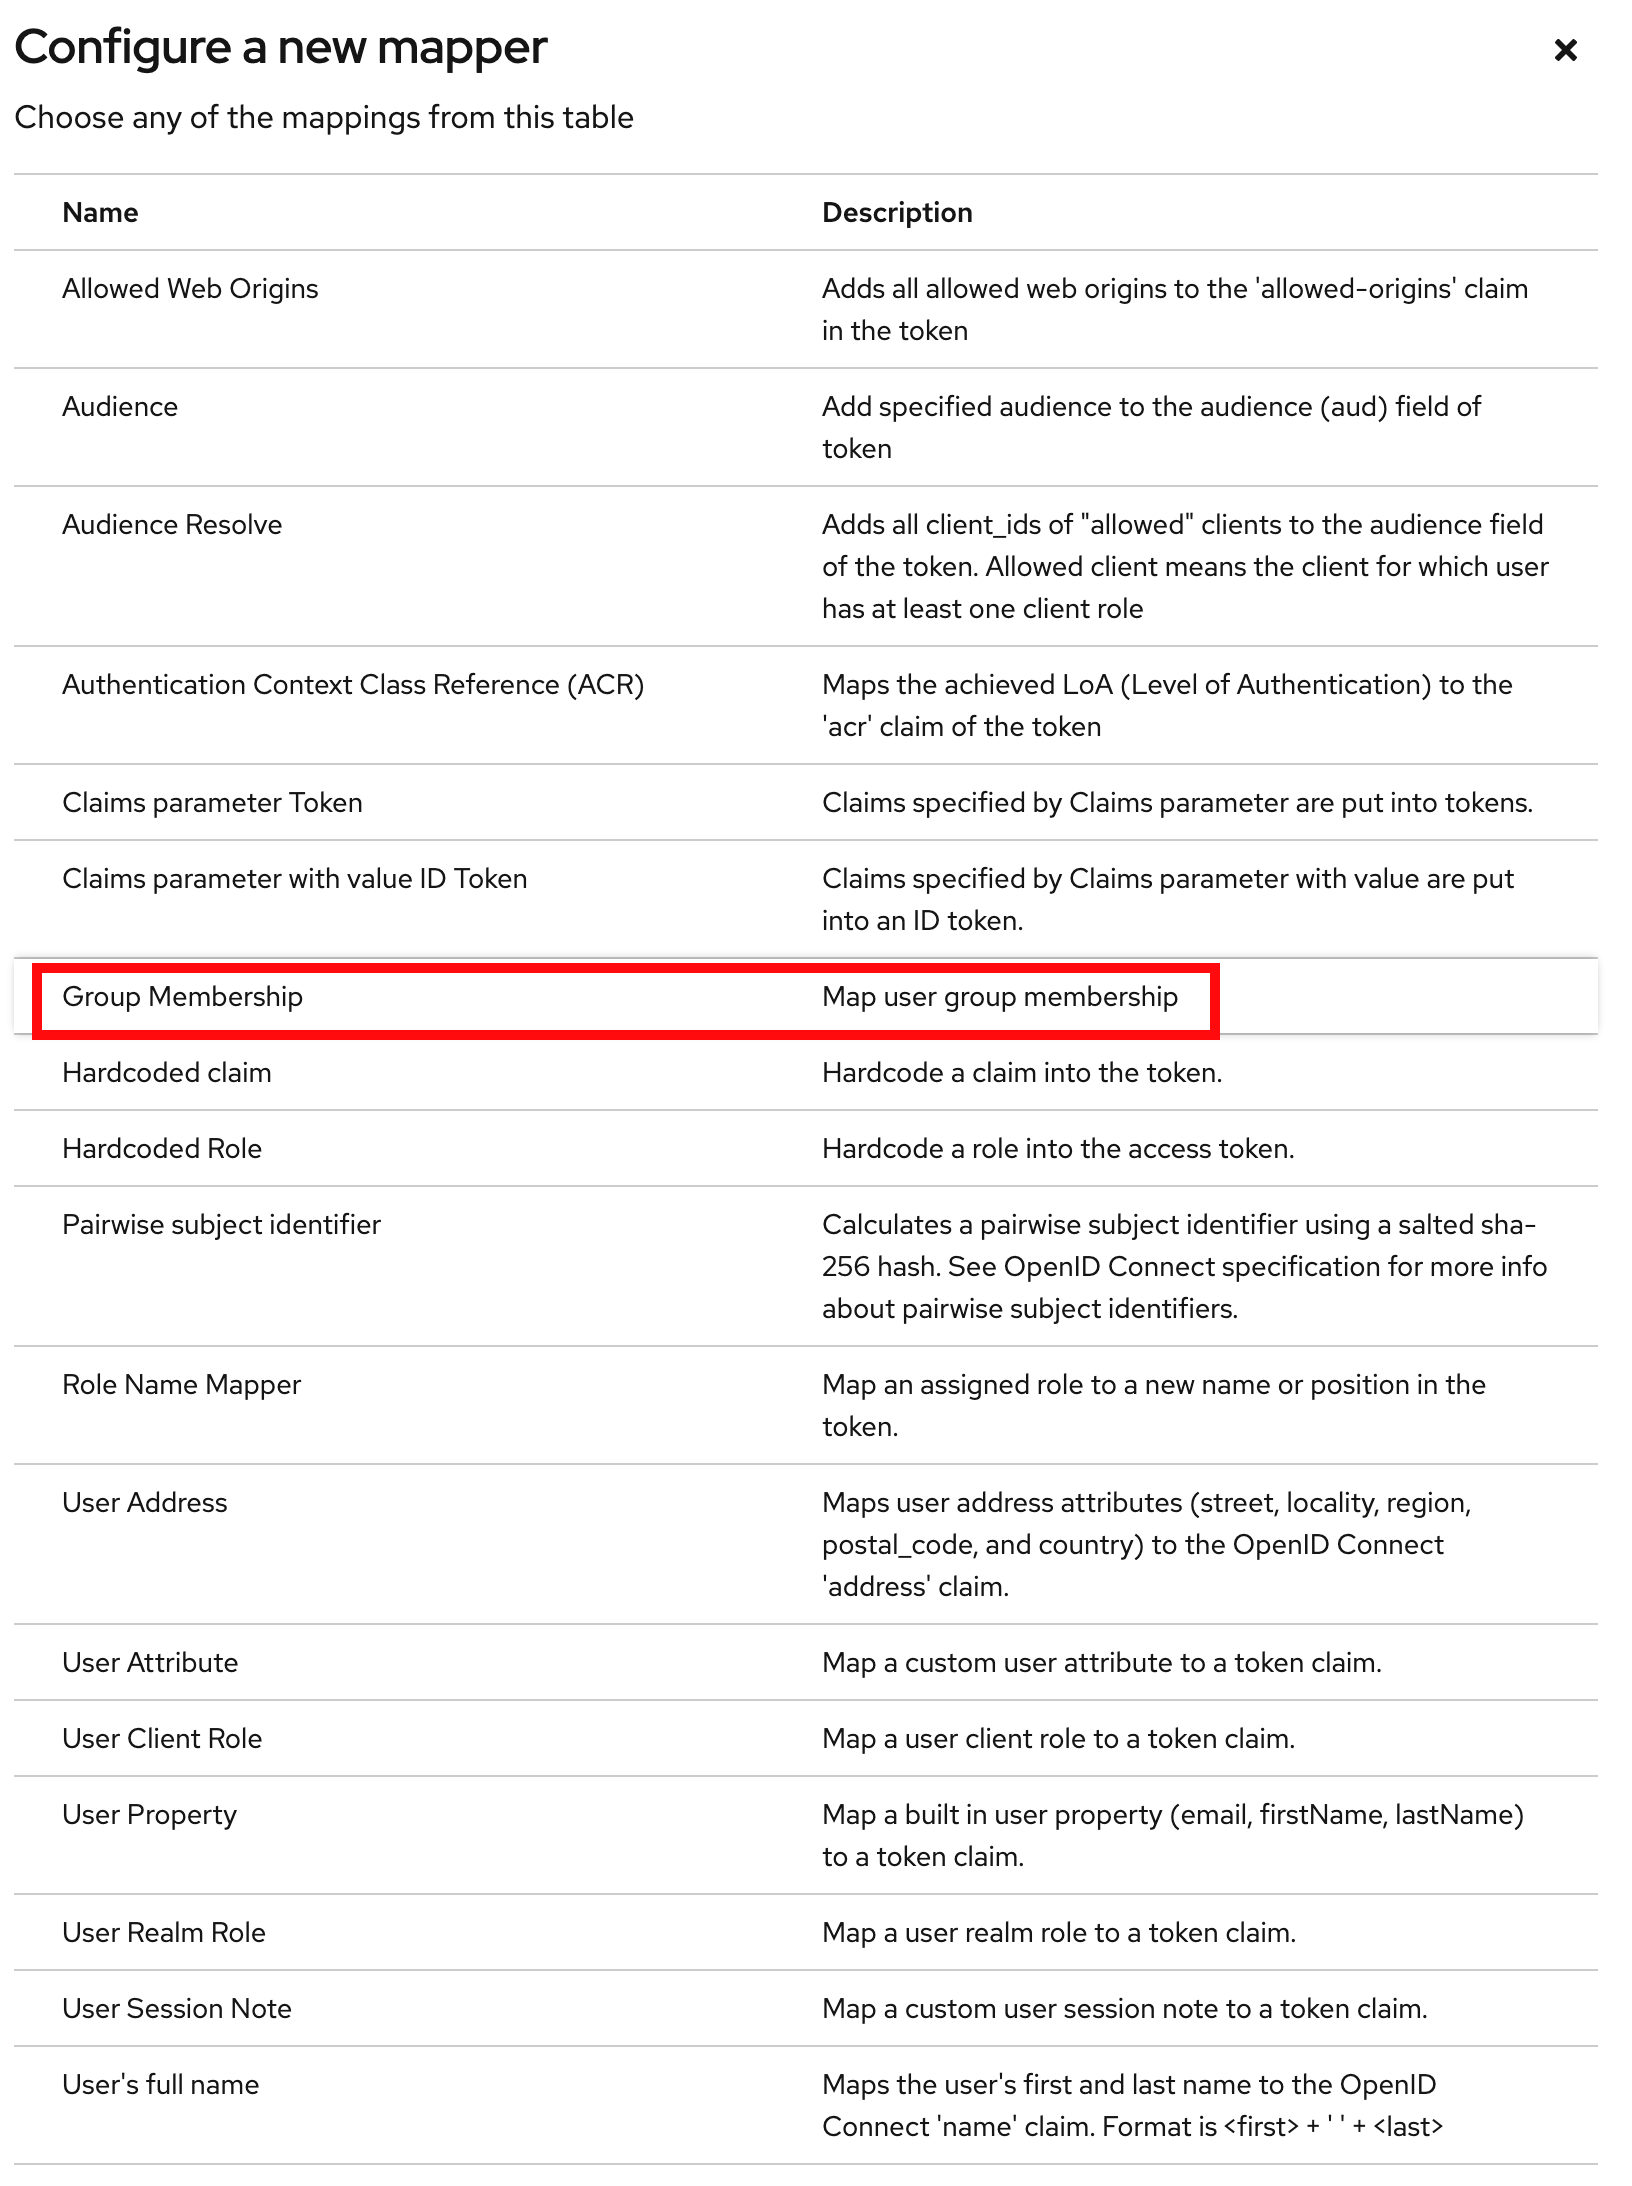 Configure a new mapper
Choose any of the mappings from this table
Name
Description
Allowed Web Origins
Adds all allowed web origins to the 'allowed-origins' claim
in the token
Audience
Add specified audience to the audience (aud) field of
token
Audience Resolve
Adds all client_ids of "allowed" clients to the audience field
of the token. Allowed client means the client for which user
has at least one client role
Authentication Context Class Reference (ACR)
Maps the achieved LoA (Level of Authentication) to the
'acr' claim of the token
Claims parameter Token
Claims specified by Claims parameter are put into tokens.
Claims parameter with value ID Token
Claims specified by Claims parameter with value are put
into an ID token.
Group Membership
Map user group membership
Hardcoded claim
Hardcode a claim into the token.
Hardcoded Role
Hardcode a role into the access token.
Pairwise subject identifier
Calculates a pairwise subject identifier using a salted sha-
256 hash. See OpenID Connect specification for more info
about pairwise subject identifiers.
Role Name Mapper
Map an assigned role to a new name or position in the
token.
User Address
Maps user address attributes (street, locality, region,
postal_code, and country) to the OpenID Connect
'address' claim.
User Attribute
Map a custom user attribute to a token claim.
User Client Role
Map a user client role to a token claim.
User Property
Map a built in user property (email, firstName, lastName)
to a token claim.
User Realm Role
Map a user realm role to a token claim.
User Session Note
Map a custom user session note to a token claim.
User's full name
Maps the user's first and last name to the OpenID
Connect 'name' claim. Format is <first> + ' ' + <last>